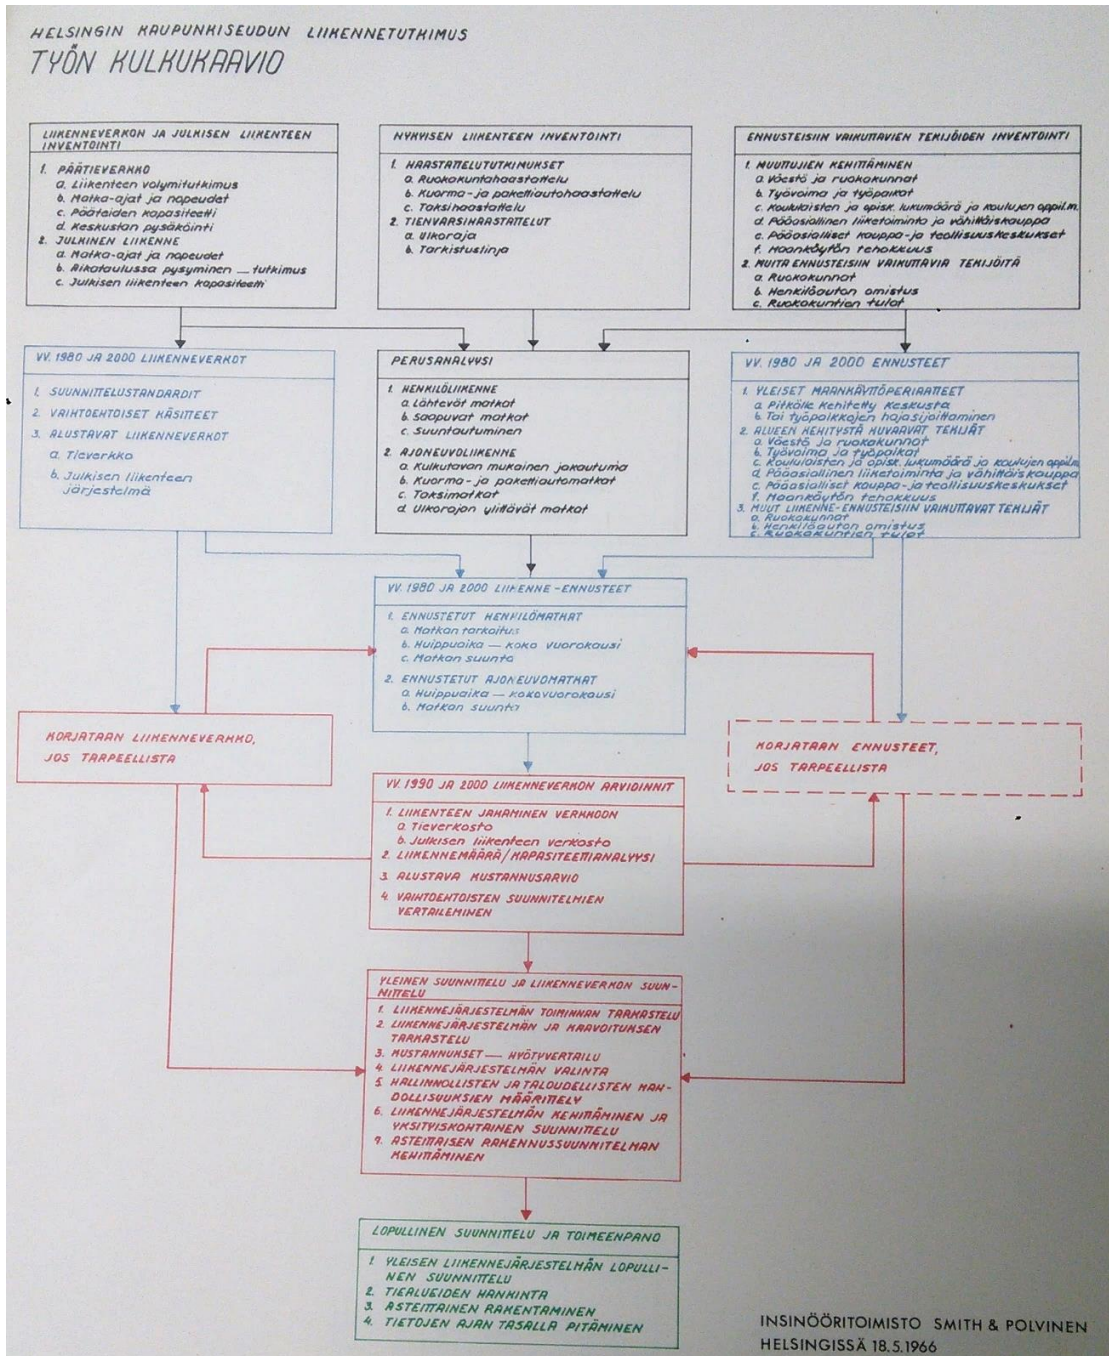 HELSINGIN KAUPUNKISEUDUN LIIKENNETUTKIMUS
TYÖN KULKUKAAVIO
LIIKENNEVERKON JA JULKISEN LIIKENTEEN
INVENTOINTI
1. PÄÄTIEVERKKO
a. Liikenteen volymitutkimus
b. Matka-ajat ja nopeudet
c. Pääteiden kapasiteetti
d. Keskustan pysäköinti
2. JULKINEN LIIKENNE
a. Matka-ajat ja nopeudet
b. Aikataulussa pysyminen — tutkimus
c. Julkisen liikenteen kapasiteetti
NYKYISEN LIIKENTEEN INVENTOINTI
1. HAASTATTELUTUTKIMUKSET
a. Ruokakuntahaastattelu
b. Kuorma- ja pakettiautohaastattelu
c. Taksihaastattelu
2. TIENVARSIHAASTATTELUT
a. Ulkoraja
b. Tarkistuslinja
ENNUSTEISIIN VAIKUTTAVIEN TEKIJÖIDEN INVENTOINTI
1. MUUTTUJIEN KEHITTÄMINEN
a. Väestö ja ruokakunnat
b. Työvoima ja työpaikat
c. Koululaisten ja opisk. lukumäärä ja koulujen oppil.m.
d. Pääasiallinen liiketoiminta ja vähittäiskauppa
e. Pääasialliset kauppa- ja teollisuuskeskukset
f. Maankäytön tehokkuus
2. MUITA ENNUSTEISIIN VAIKUTTAVIA TEKIJÖITÄ
a. Ruokakunnat
b. Henkilöauton omistus
c. Ruokakuntien tulot
VV. 1980 JA 2000 LIIKENNEVERKOT
1. SUUNNITTELUSTANDARDIT
2. VAIHTOEHTOISET KÄSITTEET
3. ALUSTAVAT LIIKENNEVERKOT
a. Tieverkko
b. Julkisen liikenteen
järjestelmä
PERUSANALYYSI
1. HENKILÖLIIKENNE
a. Lähtevät matkat
b. Saapuvat matkat
c. Suuntautuminen
2. AJONEUVOLIIKENNE
a. Kulkutavan mukainen jakautuma
b. Kuorma- ja pakettiautomatkat
c. Taksimatkat
d. Ulkorajan ylittävät matkat
VV. 1980 JA 2000 ENNUSTEET
1. YLEISET MAANKÄYTTÖPERIAATTEET
a. Pitkälle kehitetty keskusta
b. Tai työpaikkojen hajasijoittaminen
2. ALUEEN KEHITYSTÄ KUVAAVAT TEKIJÄT
a. Väestö ja ruokakunnat
b. Työvoima ja työpaikat
c. Koululaisten ja opisk. lukumäärä ja koulujen oppil.m
d. Pääasiallinen liiketoiminta ja vähittäiskauppa
e. Pääasialliset kauppa- ja teollisuuskeskukset
f. Maankäytön tehokkuus
3. MUUT LIIKENNE-ENNUSTEISIIN VAIKUTTAVAT TEKIJÄT
a. Ruokakunnat
b. Henkilöauton omistus
c. Ruokakuntien tulot
VV. 1980 JA 2000 LIIKENNE-ENNUSTEET
1. ENNUSTETUT HENKILÖMATKAT
a. Matkan tarkoitus
b. Huippuaika — koko vuorokausi
c. Matkan suunta
2. ENNUSTETUT AJONEUVOMATKAT
a. Huippuaika — kokovuorokausi
b. Matkan suunta
KORJATAAN LIIKENNEVERKKO,
JOS TARPEELLISTA
KORJATAAN ENNUSTEET,
JOS TARPEELLISTA
VV. 1990 JA 2000 LIIKENNEVERKON ARVIOINNIT
1. LIIKENTEEN JAKAMINEN VERKKOON
a. Tieverkosto
b. Julkisen liikenteen verkosto
2. LIIKENNEMÄÄRÄ/KAPASITEETTIANALYYSI
3. ALUSTAVA KUSTANNUSARVIO
4. VAIHTOEHTOISTEN SUUNNITELMIEN
VERTAILEMINEN
YLEINEN SUUNNITTELU JA LIIKENNEVERKON SUUN-
NITTELU
1. LIIKENNEJÄRJESTELMÄN TOIMINNAN TARKASTELU
2. LIIKENNEJÄRJESTELMÄN JA KAAVOITUKSEN
TARKASTELU
3. KUSTANNUKSET — HYÖTYVERTAILU
4. LIIKENNEJÄRJESTELMÄN VALINTA
5. HALLINNOLLISTEN JA TALOUDELLISTEN MAH-
DOLLISUUKSIEN MÄÄRITTELY
6. LIIKENNEJÄRJESTELMÄN KEHITTÄMINEN JA
YKSITYISKOHTAINEN SUUNNITTELU
7. ASTEITTAISEN RAKENNUSSUUNNITELMAN
KEHITTÄMINEN
LOPULLINEN SUUNNITTELU JA TOIMEENPANO
1. YLEISEN LIIKENNEJÄRJESTELMÄN LOPULLI-
NEN SUUNNITTELU
2. TIEALUEIDEN HANKINTA
3. ASTEITTAINEN RAKENTAMINEN
4. TIETOJEN AJAN TASALLA PITÄMINEN
INSINÖÖRITOIMISTO SMITH & POLVINEN
HELSINGISSÄ 18.5.1966